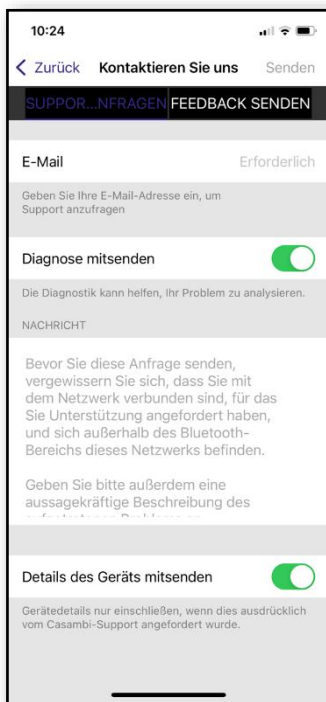 10:24
Zurück Kontaktieren Sie uns Senden
SUPPOR...NFRAGEN FEEDBACK SENDEN
E-Mail Erforderlich
Geben Sie Ihre E-Mail-Adresse ein, um
Support anzufragen
Diagnose mitsenden
Die Diagnostik kann helfen, Ihr Problem zu analysieren.
NACHRICHT
Bevor Sie diese Anfrage senden,
vergewissern Sie sich, dass Sie mit
dem Netzwerk verbunden sind, für das
Sie Unterstützung angefordert haben,
und sich außerhalb des Bluetooth-
Bereichs dieses Netzwerks befinden.
Geben Sie bitte außerdem eine
aussagekräftige Beschreibung des
Details des Geräts mitsenden
Gerätedetails nur einschließen, wenn dies ausdrücklich
vom Casambi-Support angefordert wurde.